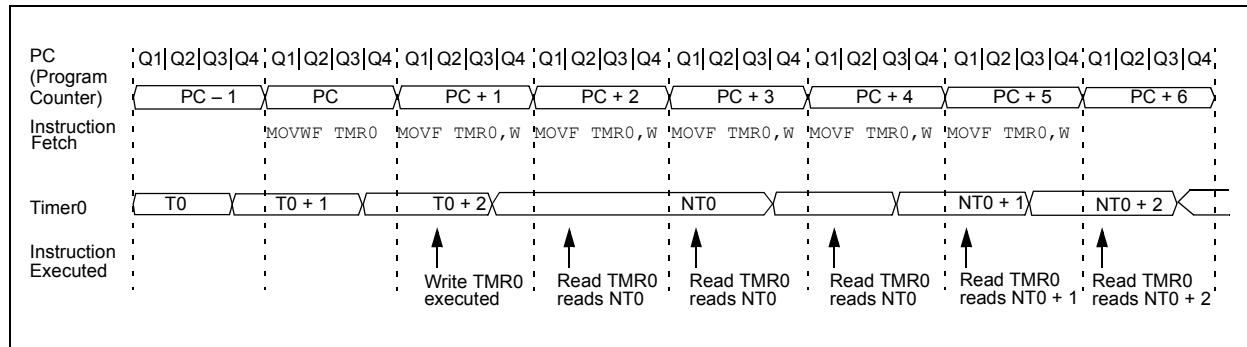 PC (Program Counter)
Q1 Q2 Q3 Q4 Q1 Q2 Q3 Q4 Q1 Q2 Q3 Q4 Q1 Q2 Q3 Q4 Q1 Q2 Q3 Q4 Q1 Q2 Q3 Q4 Q1 Q2 Q3 Q4 Q1 Q2 Q3 Q4
PC – 1 PC PC + 1 PC + 2 PC + 3 PC + 4 PC + 5 PC + 6
Instruction Fetch
MOVWF TMR0 MOVF TMR0,W MOVF TMR0,W MOVF TMR0,W MOVF TMR0,W MOVF TMR0,W
Timer0
T0 T0 + 1 T0 + 2 NT0 NT0 + 1 NT0 + 2
Instruction Executed
Write TMR0 executed
Read TMR0 reads NT0
Read TMR0 reads NT0
Read TMR0 reads NT0
Read TMR0 reads NT0 + 1
Read TMR0 reads NT0 + 2